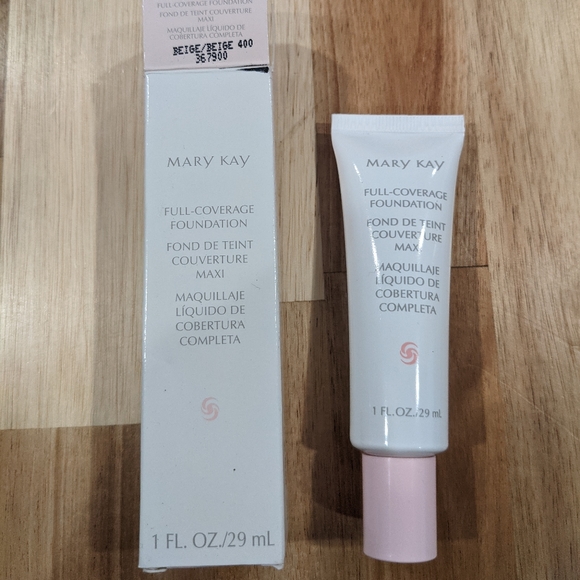 FULL-COVERAGE FOUNDATION
FOND DE TEINT COUVERTURE
MAXI
MAQUILLAJE LÍQUIDO DE
COBERTURA COMPLETA
BEIGE/BEIGE 400
367900
MARY KAY
FULL-COVERAGE
FOUNDATION
FOND DE TEINT
COUVERTURE
MAXI
MAQUILLAJE
LÍQUIDO DE
COBERTURA
COMPLETA
1 FL. OZ./29 mL
MARY KAY
FULL-COVERAGE
FOUNDATION
FOND DE TEINT
COUVERTURE
MAXI
MAQUILLAJE
LÍQUIDO DE
COBERTURA
COMPLETA
1 FL.OZ./29 mL